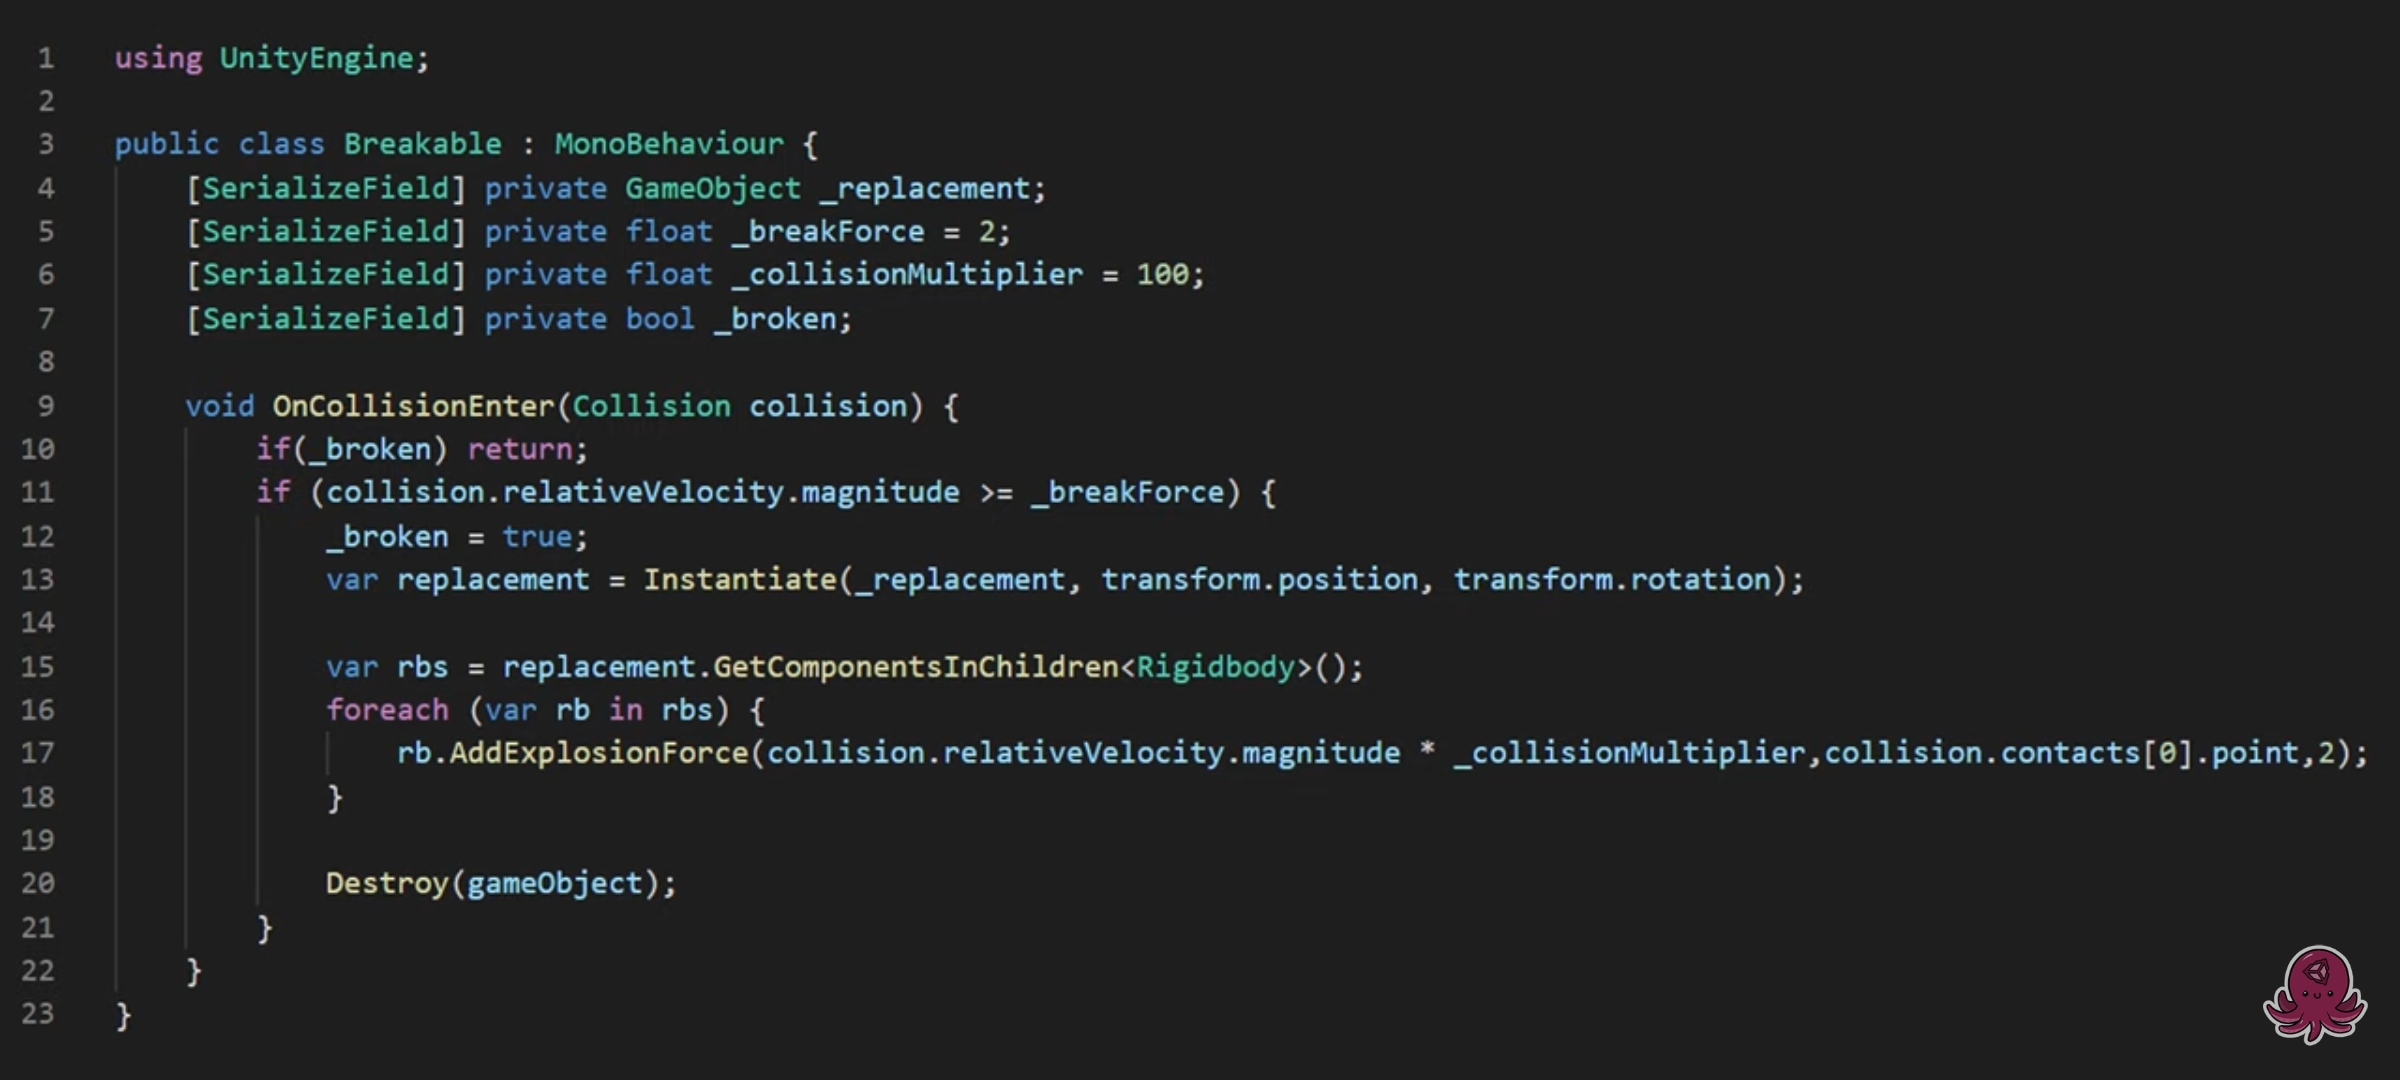 1 using UnityEngine;
2
3 public class Breakable : MonoBehaviour {
4 [SerializeField] private GameObject _replacement;
5 [SerializeField] private float _breakForce = 2;
6 [SerializeField] private float _collisionMultiplier = 100;
7 [SerializeField] private bool _broken;
8
9 void OnCollisionEnter(Collision collision) {
10 if(_broken) return;
11 if (collision.relativeVelocity.magnitude >= _breakForce) {
12 _broken = true;
13 var replacement = Instantiate(_replacement, transform.position, transform.rotation);
14
15 var rbs = replacement.GetComponentsInChildren<Rigidbody>();
16 foreach (var rb in rbs) {
17 rb.AddExplosionForce(collision.relativeVelocity.magnitude * _collisionMultiplier,collision.contacts[0].point,2);
18 }
19
20 Destroy(gameObject);
21 }
22 }
23 }